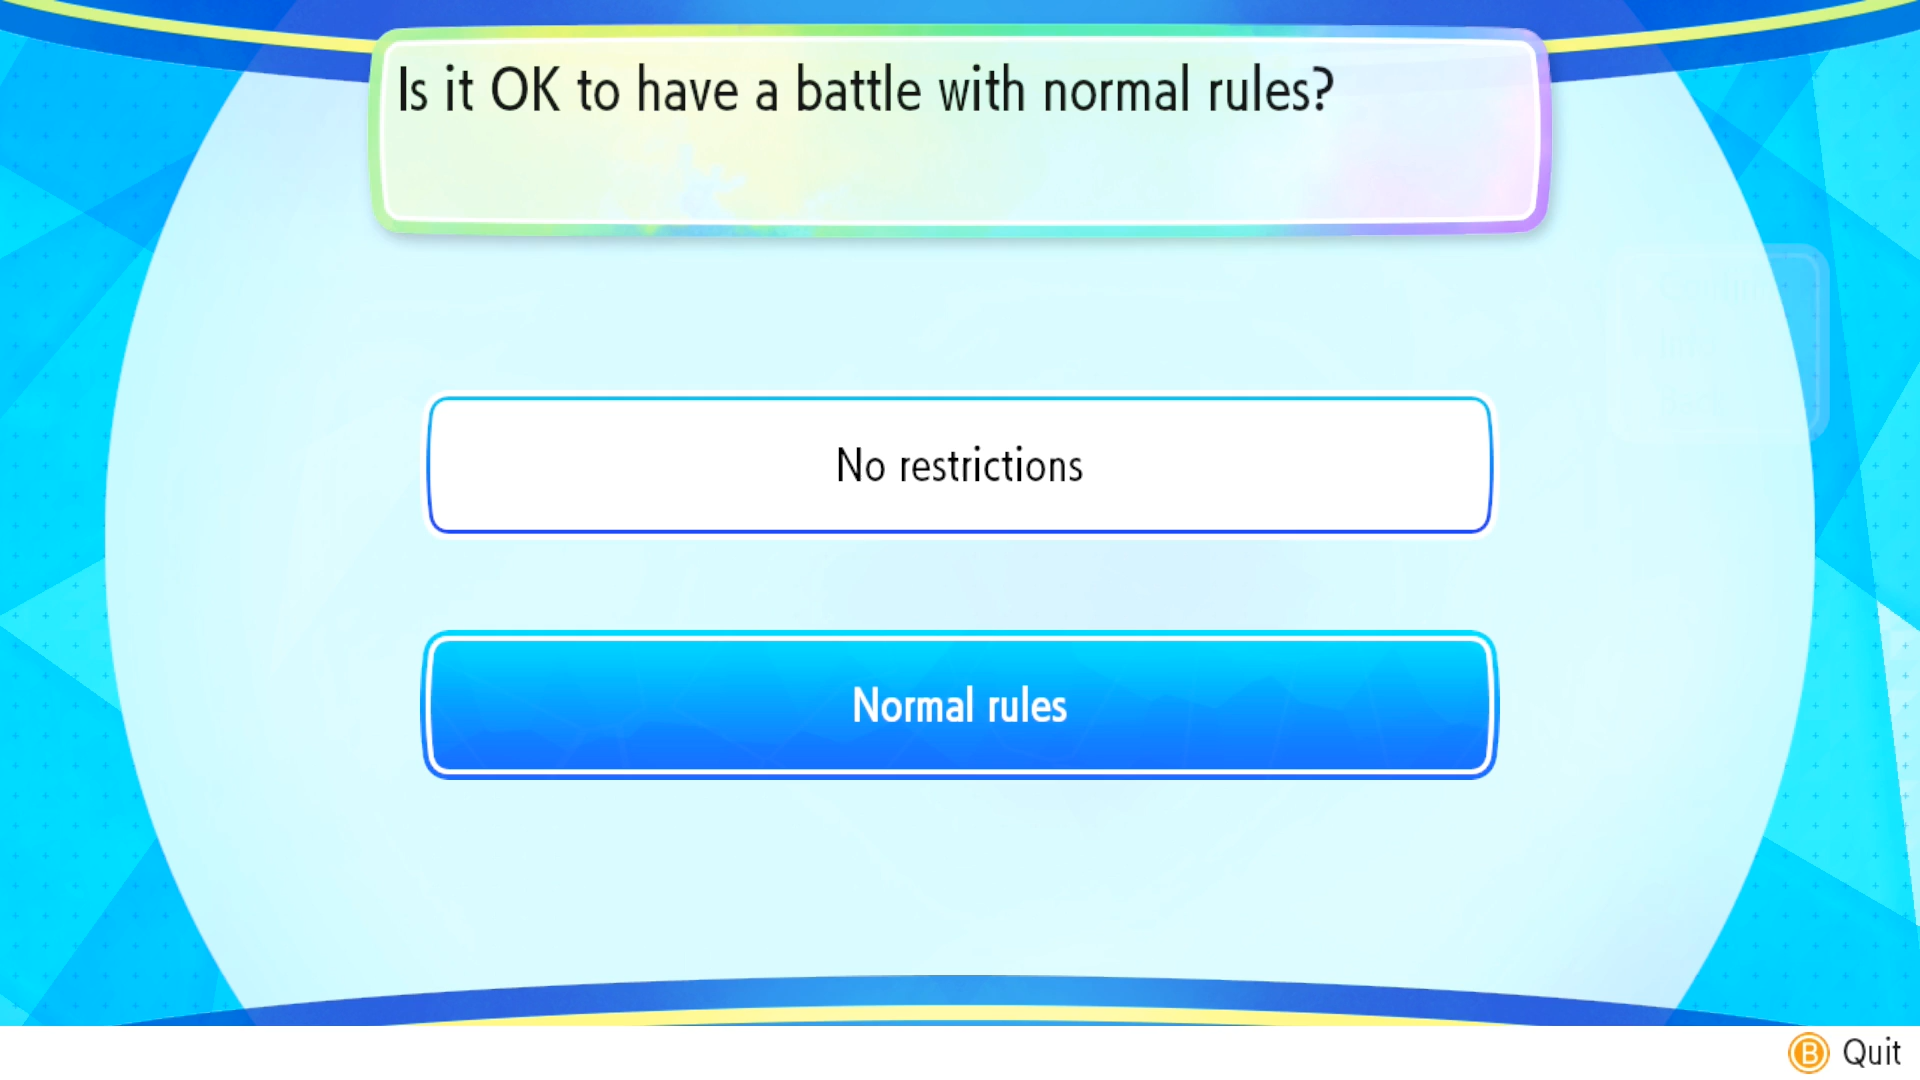 Is it OK to have a battle with normal rules?
No restrictions
Normal rules
B Quit